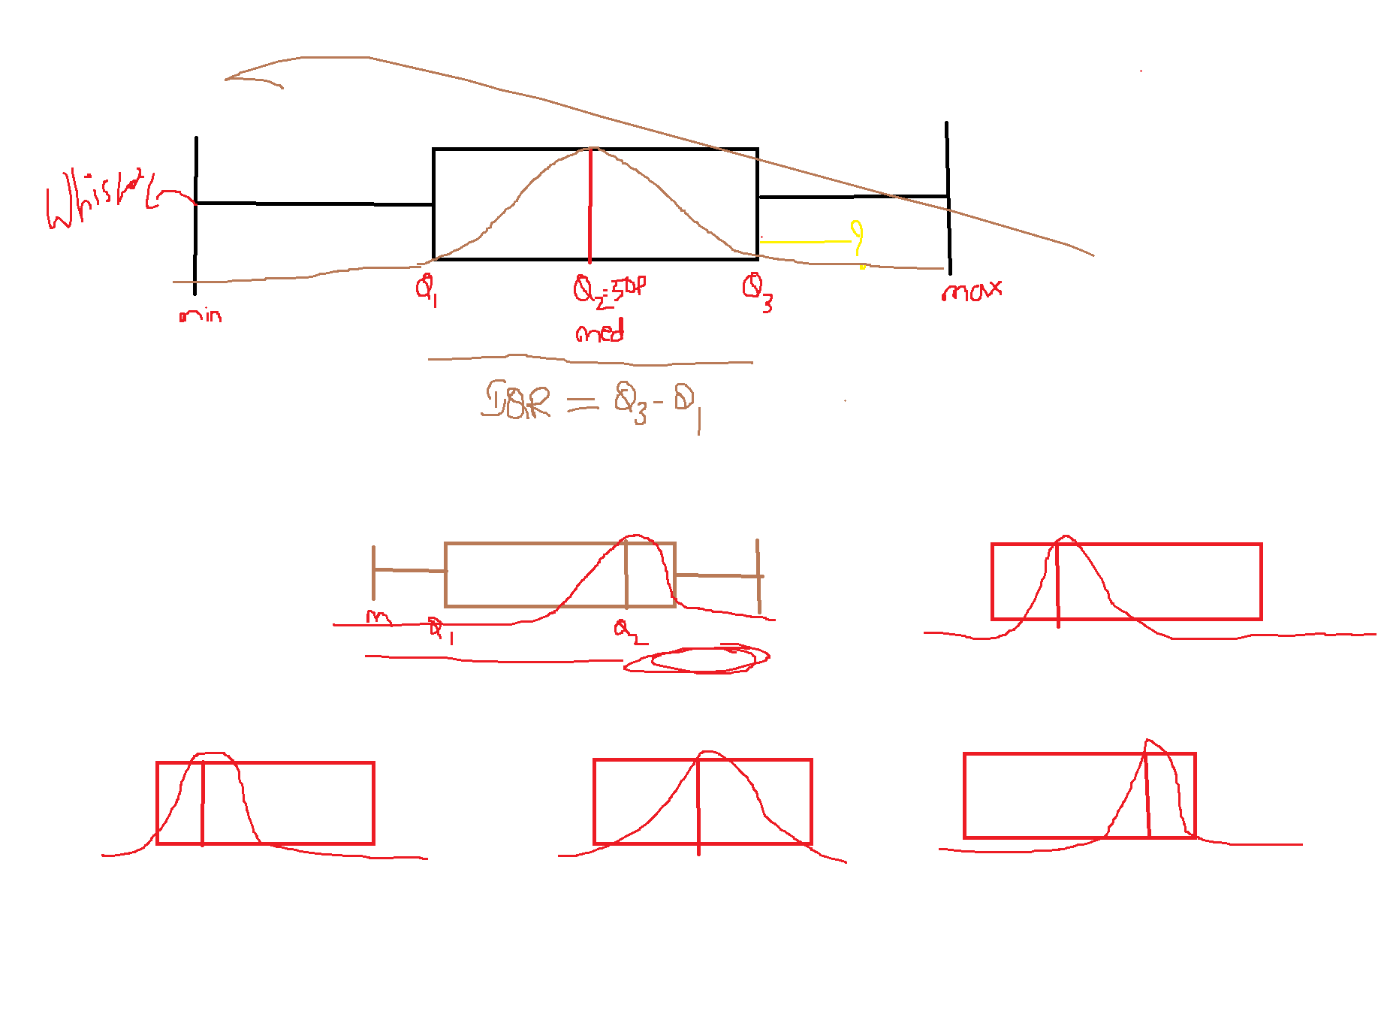 Whisker
min
Q1
Q2=50P
med
Q3
max
?
IQR = Q3 - Q1
m
Q1
Q2